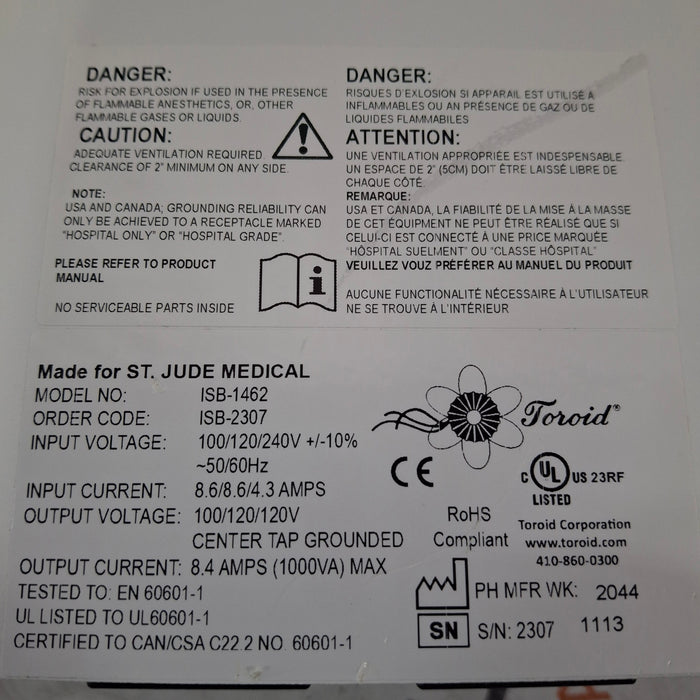 DANGER:
RISK FOR EXPLOSION IF USED IN THE PRESENCE
OF FLAMMABLE ANESTHETICS, OR, OTHER
FLAMMABLE GASES OR LIQUIDS.
CAUTION:
ADEQUATE VENTILATION REQUIRED
CLEARANCE OF 2" MINIMUM ON ANY SIDE.
NOTE:
USA AND CANADA; GROUNDING RELIABILITY CAN
ONLY BE ACHIEVED TO A RECEPTACLE MARKED
"HOSPITAL ONLY" OR "HOSPITAL GRADE".
PLEASE REFER TO PRODUCT
MANUAL
NO SERVICEABLE PARTS INSIDE
DANGER:
RISQUES D'EXLOSION SI APPARAIL EST UTILISÉ A
INFLAMMABLES OU AN PRÉSENCE DE GAZ OU DE
LIQUIDES FLAMMABILES
ATTENTION:
UNE VENTILATION APPROPRIÉE EST INDESPENSABLE.
UN ESPACE DE 2" (5CM) DOIT ÊTRE LAISSÉ LIBRE DE
CHAQUE CÔTÉ.
REMARQUE:
USA ET CANADA, LA FIABILITÉ DE LA MISE À LA MASSE
DE CET ÉQUIPMENT NE PEUT ÊTRE RÉALISÉ QUE SI
CELUI-CI EST CONNECTÉ À UNE PRICE MARQUÉE
"HÔSPITAL SUELMENT" OU "CLASSE HÔSPITAL"
VEUILLEZ VOUZ PRÉFÉRER AU MANUEL DU PRODUIT
AUCUNE FUNCTIONALITÉ NÉCESSAIRE À L'UTILISATEUR
NE SE TROUVE À L'INTÉRIEUR
Made for ST. JUDE MEDICAL
MODEL NO: ISB-1462
ORDER CODE: ISB-2307
INPUT VOLTAGE: 100/120/240V +/-10%
~50/60Hz
INPUT CURRENT: 8.6/8.6/4.3 AMPS
OUTPUT VOLTAGE: 100/120/120V
CENTER TAP GROUNDED
OUTPUT CURRENT: 8.4 AMPS (1000VA) MAX
TESTED TO: EN 60601-1
UL LISTED TO UL60601-1
CERTIFIED TO CAN/CSA C22.2 NO. 60601-1
Toroid®
CE
C UL US 23RF
LISTED
RoHS
Compliant
Toroid Corporation
www.toroid.com
410-860-0300
PH MFR WK: 2044
SN S/N: 2307 1113